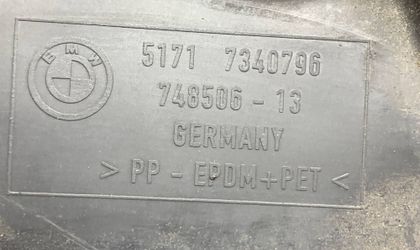 BMW
5171 7340796
748506-13
GERMANY
> PP - EPDM+PET <